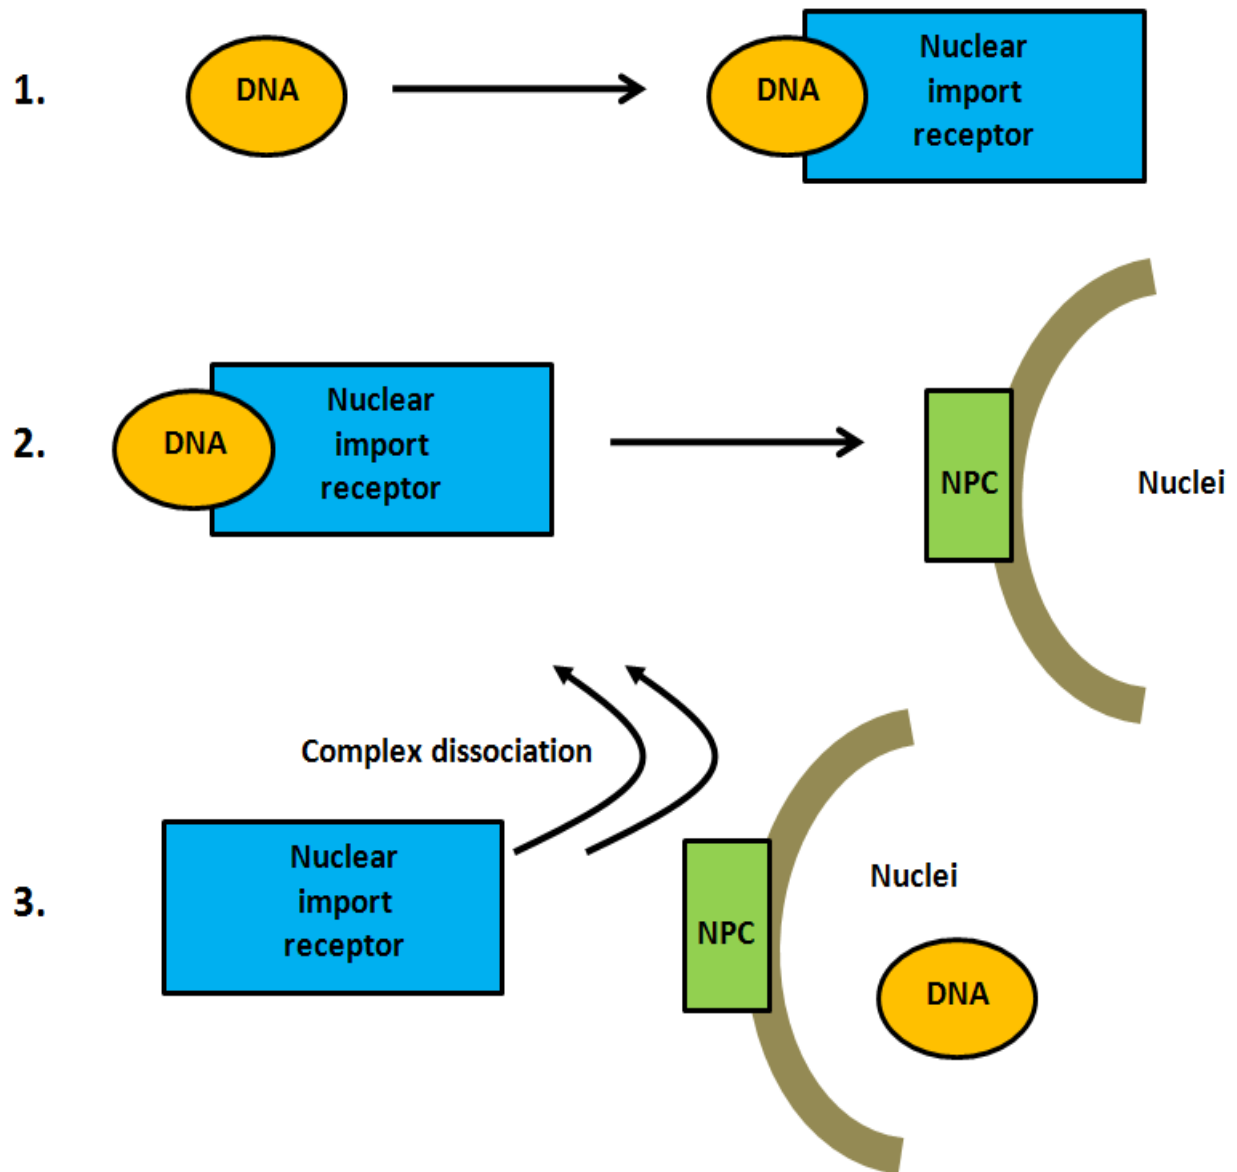 1.
DNA
DNA
Nuclear
import
receptor
2.
DNA
Nuclear
import
receptor
NPC
Nuclei
Complex dissociation
3.
Nuclear
import
receptor
NPC
Nuclei
DNA